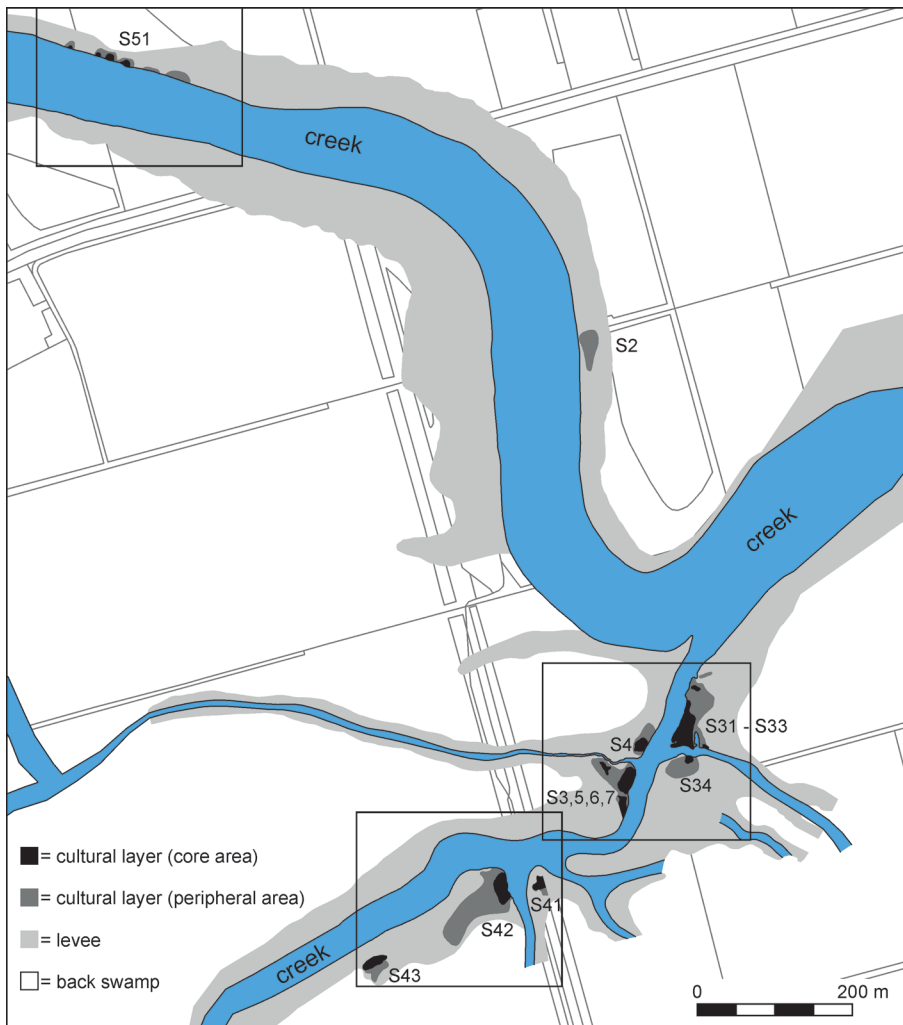 S51
creek
S2
creek
S31 - S33
S4
S34
S3,5,6,7
S41
S42
S43
creek
= cultural layer (core area)
= cultural layer (peripheral area)
= levee
= back swamp
0 200 m